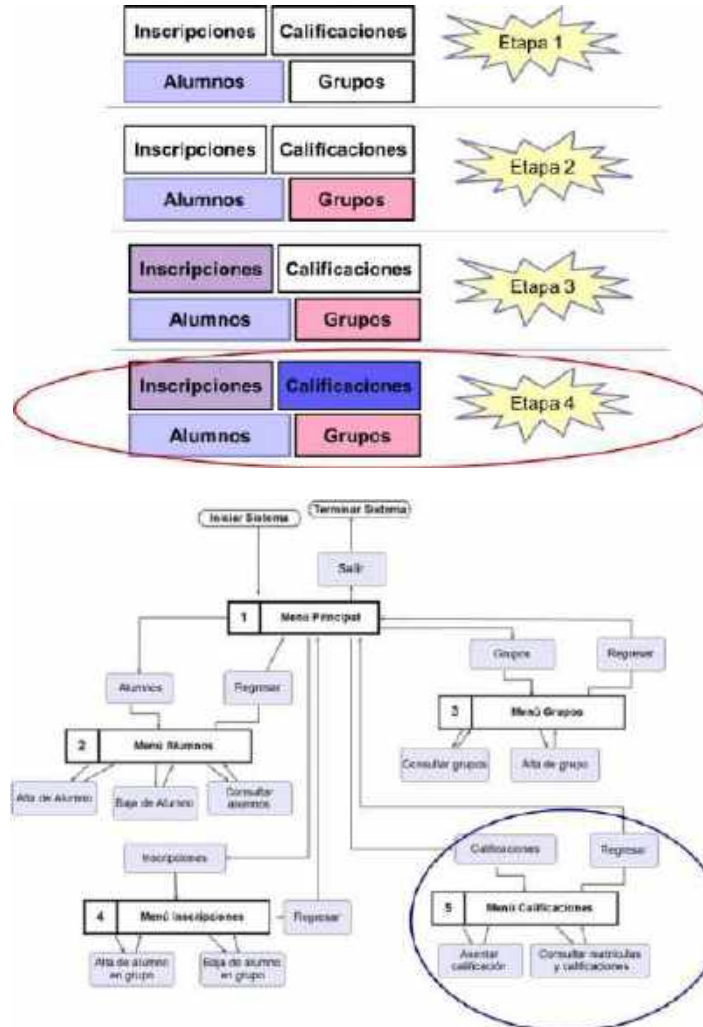 Inscripciones Calificaciones
Etapa 1
Alumnos Grupos
Inscripciones Calificaciones
Etapa 2
Alumnos Grupos
Inscripciones Calificaciones
Etapa 3
Alumnos Grupos
Inscripciones Calificaciones
Etapa 4
Alumnos Grupos
Iniciar Sistema
Terminar Sistema
Salir
1 Menú Principal
Grupos
Regresar
Alumnos
Regresar
3 Menú Grupos
2 Menú Alumnos
Consultar grupos
Alta de grupo
Alta de Alumno
Baja de Alumno
Consultar
alumnos
Inscripciones
Calificaciones
Regresar
4 Menú Inscripciones
Regresar
5 Menú Calificaciones
Alta de alumno
en grupo
Baja de alumno
en grupo
Asentar
calificación
Consultar matrículas
y calificaciones